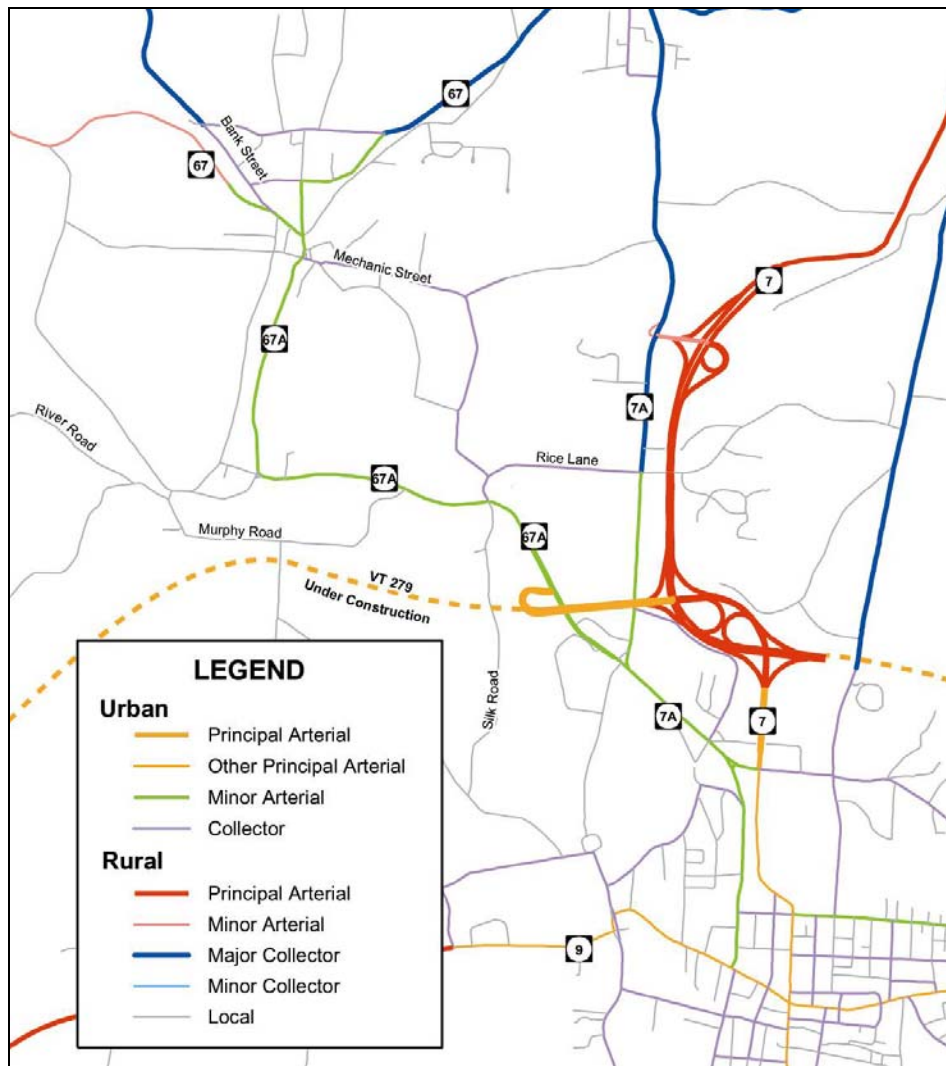 67
Bank Street
67
Mechanic Street
7
67A
7A
River Road
Rice Lane
67A
Murphy Road
67A
VT 279
Under Construction
Silk Road
7A
7
9
LEGEND
Urban
Principal Arterial
Other Principal Arterial
Minor Arterial
Collector
Rural
Principal Arterial
Minor Arterial
Major Collector
Minor Collector
Local